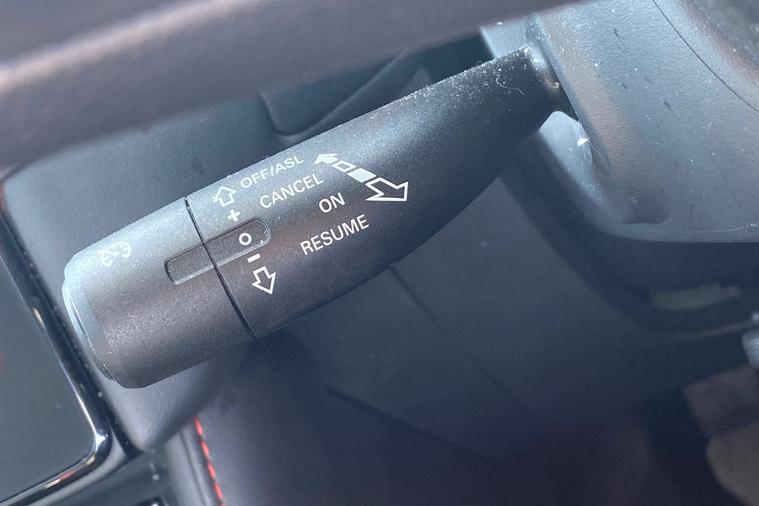 OFF/ASL
CANCEL
ON
RESUME
+
O
−